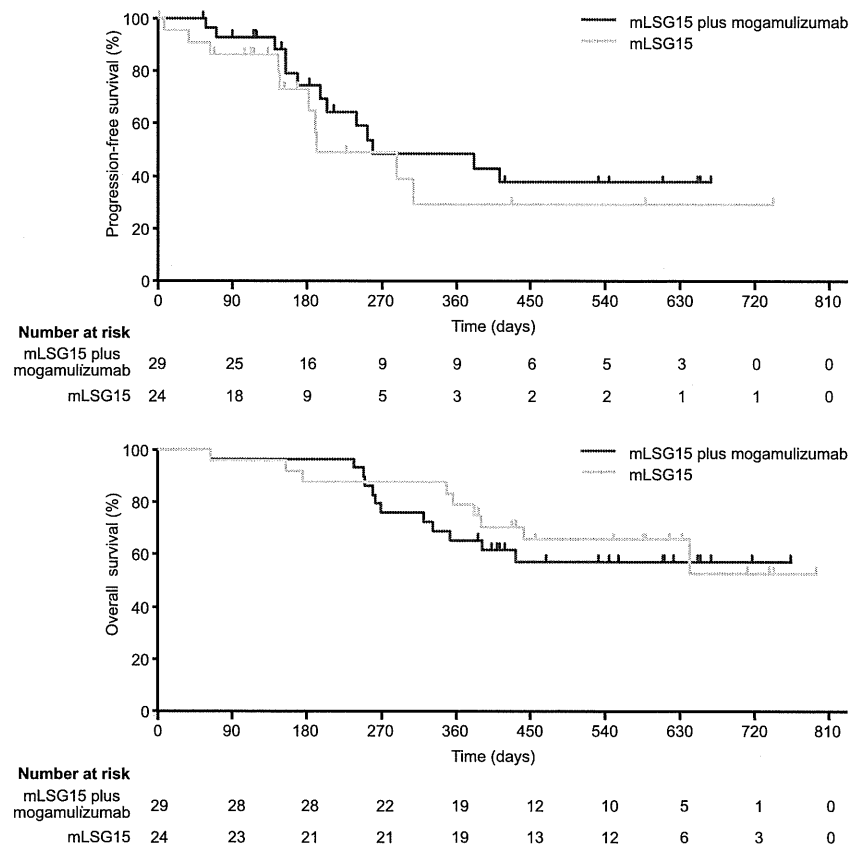 mLSG15 plus mogamulizumab
mLSG15
Progression-free survival (%)
100
80
60
40
20
0
0 90 180 270 360 450 540 630 720 810
Time (days)
Number at risk
mLSG15 plus
mogamulizumab 29 25 16 9 9 6 5 3 0 0
mLSG15 24 18 9 5 3 2 2 1 1 0
mLSG15 plus mogamulizumab
mLSG15
Overall survival (%)
100
80
60
40
20
0
0 90 180 270 360 450 540 630 720 810
Time (days)
Number at risk
mLSG15 plus
mogamulizumab 29 28 28 22 19 12 10 5 1 0
mLSG15 24 23 21 21 19 13 12 6 3 0